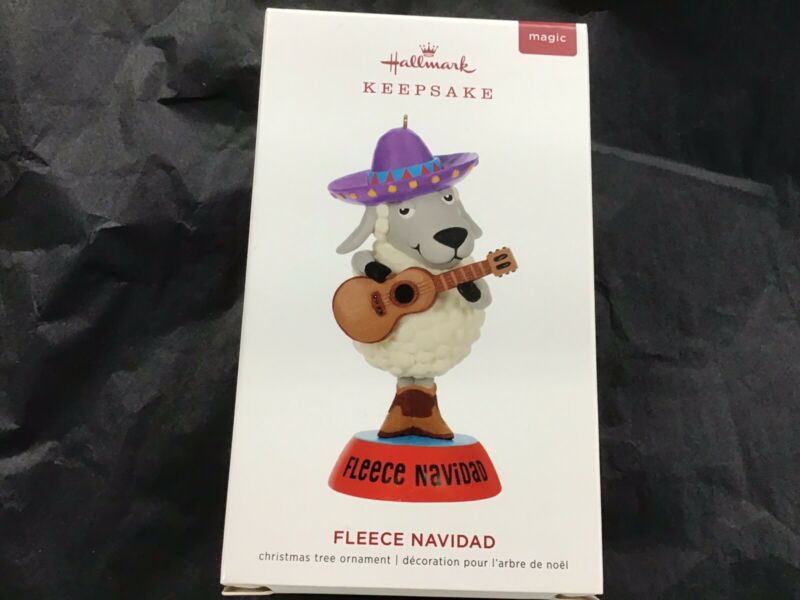 magic
Hallmark
KEEPSAKE
FLEECE NAVIDAD
FLEECE NAVIDAD
christmas tree ornament | décoration pour l'arbre de noël